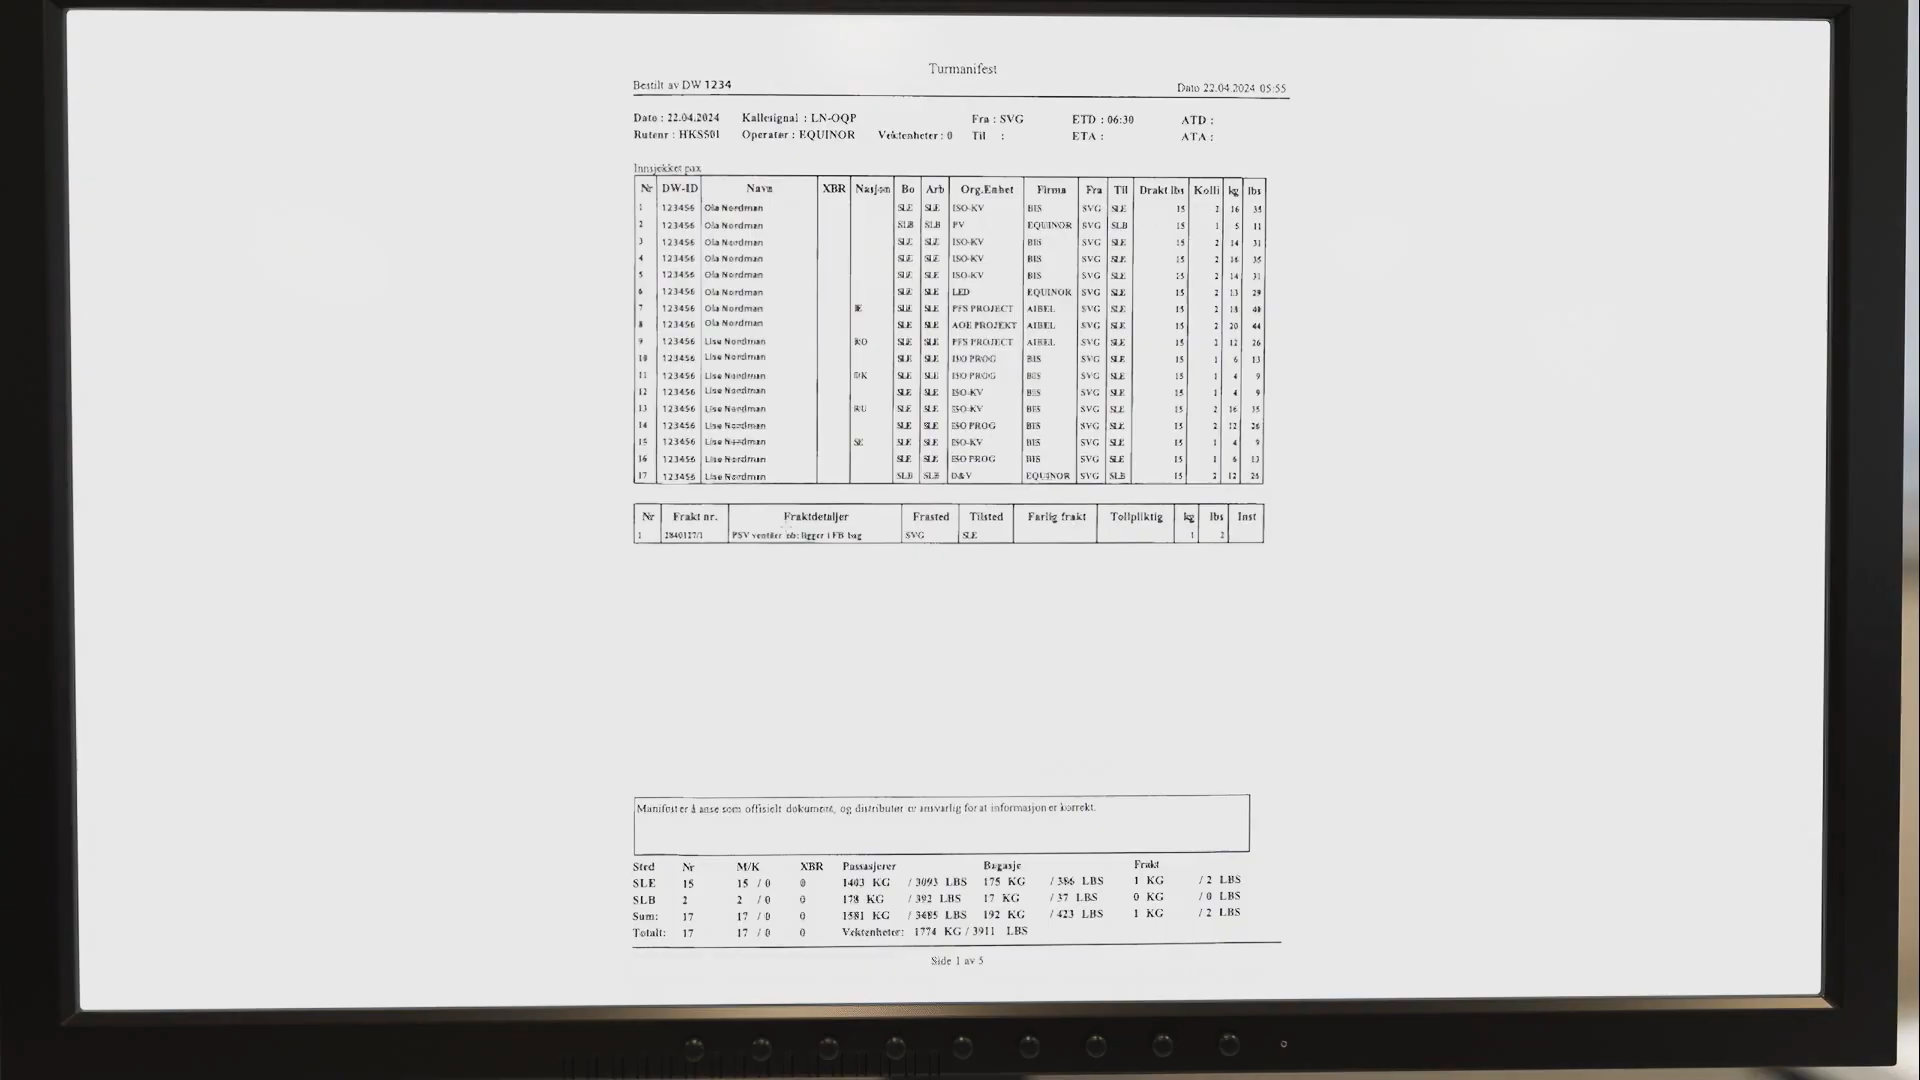 Turmanifest
Bestilt av DW 1234 Dato 22.04.2024 05:55
Dato : 22.04.2024 Kallesignal : LN-OQP Fra : SVG ETD : 06:30 ATD :
Rutenr : HKS501 Operatør : EQUINOR Vektenheter : 0 Til : ETA : ATA :
Innsjekket pax
Nr DW-ID Navn XBR Nasjon Bo Arb Org.Enhet Firma Fra Til Drakt lbs Kolli kg lbs
1 123456 Ola Nordman SLE SLE ISO-KV BIS SVG SLE 15 2 16 35
2 123456 Ola Nordman SLB SLB PV EQUINOR SVG SLB 15 1 5 11
3 123456 Ola Nordman SLE SLE ISO-KV BIS SVG SLE 15 2 14 31
4 123456 Ola Nordman SLE SLE ISO-KV BIS SVG SLE 15 2 16 35
5 123456 Ola Nordman SLE SLE ISO-KV BIS SVG SLE 15 2 14 31
6 123456 Ola Nordman SLE SLE LED EQUINOR SVG SLE 15 2 13 29
7 123456 Ola Nordman IE SLE SLE PFS PROJECT AIBEL SVG SLE 15 2
8 123456 Ola Nordman SLE SLE AOE PROJEKT AIBEL SVG SLE 15 2 20 44
9 123456 Lise Nordman RO SLE SLE PFS PROJECT AIBEL SVG SLE 15 2 12 26
10 123456 Lise Nordman SLE SLE ISO PROG BIS SVG SLE 15 1 6 13
11 123456 Lise Nordman DK SLE SLE ISO PROG BIS SVG SLE 15 1 4 9
12 123456 Lise Nordman SLE SLE ISO-KV BIS SVG SLE 15 1 4 9
13 123456 Lise Nordman RU SLE SLE ISO-KV BIS SVG SLE 15 2 16 35
14 123456 Lise Nordman SLE SLE ISO PROG BIS SVG SLE 15 2 12 26
15 123456 Lise Nordman SE SLE SLE ISO-KV BIS SVG SLE 15 1 4 9
16 123456 Lise Nordman SLE SLE ISO PROG BIS SVG SLE 15 1 6 13
17 123456 Lise Nordman SLB SLB D&V EQUINOR SVG SLB 15 2 12
Nr Frakt nr. Fraktdetaljer Frasted Tilsted Farlig frakt Tollpliktig kg lbs Inst
1 2840127/1 PSV ventiler nb: ligger i FB bag SVG SLE 1 2
Manifest er å anse som offisielt dokument, og distributør er ansvarlig for at informasjon er korrekt.
Sted Nr M/K XBR Passasjerer Bagasje Frakt
SLE 15 15 / 0 0 1403 KG / 3093 LBS 175 KG / 386 LBS 1 KG / 2 LBS
SLB 2 2 / 0 0 178 KG / 392 LBS 17 KG / 37 LBS 0 KG / 0 LBS
Sum: 17 17 / 0 0 1581 KG / 3485 LBS 192 KG / 423 LBS 1 KG / 2 LBS
Totalt: 17 17 / 0 0 Vektenheter: 1774 KG / 3911 LBS
Side 1 av 5